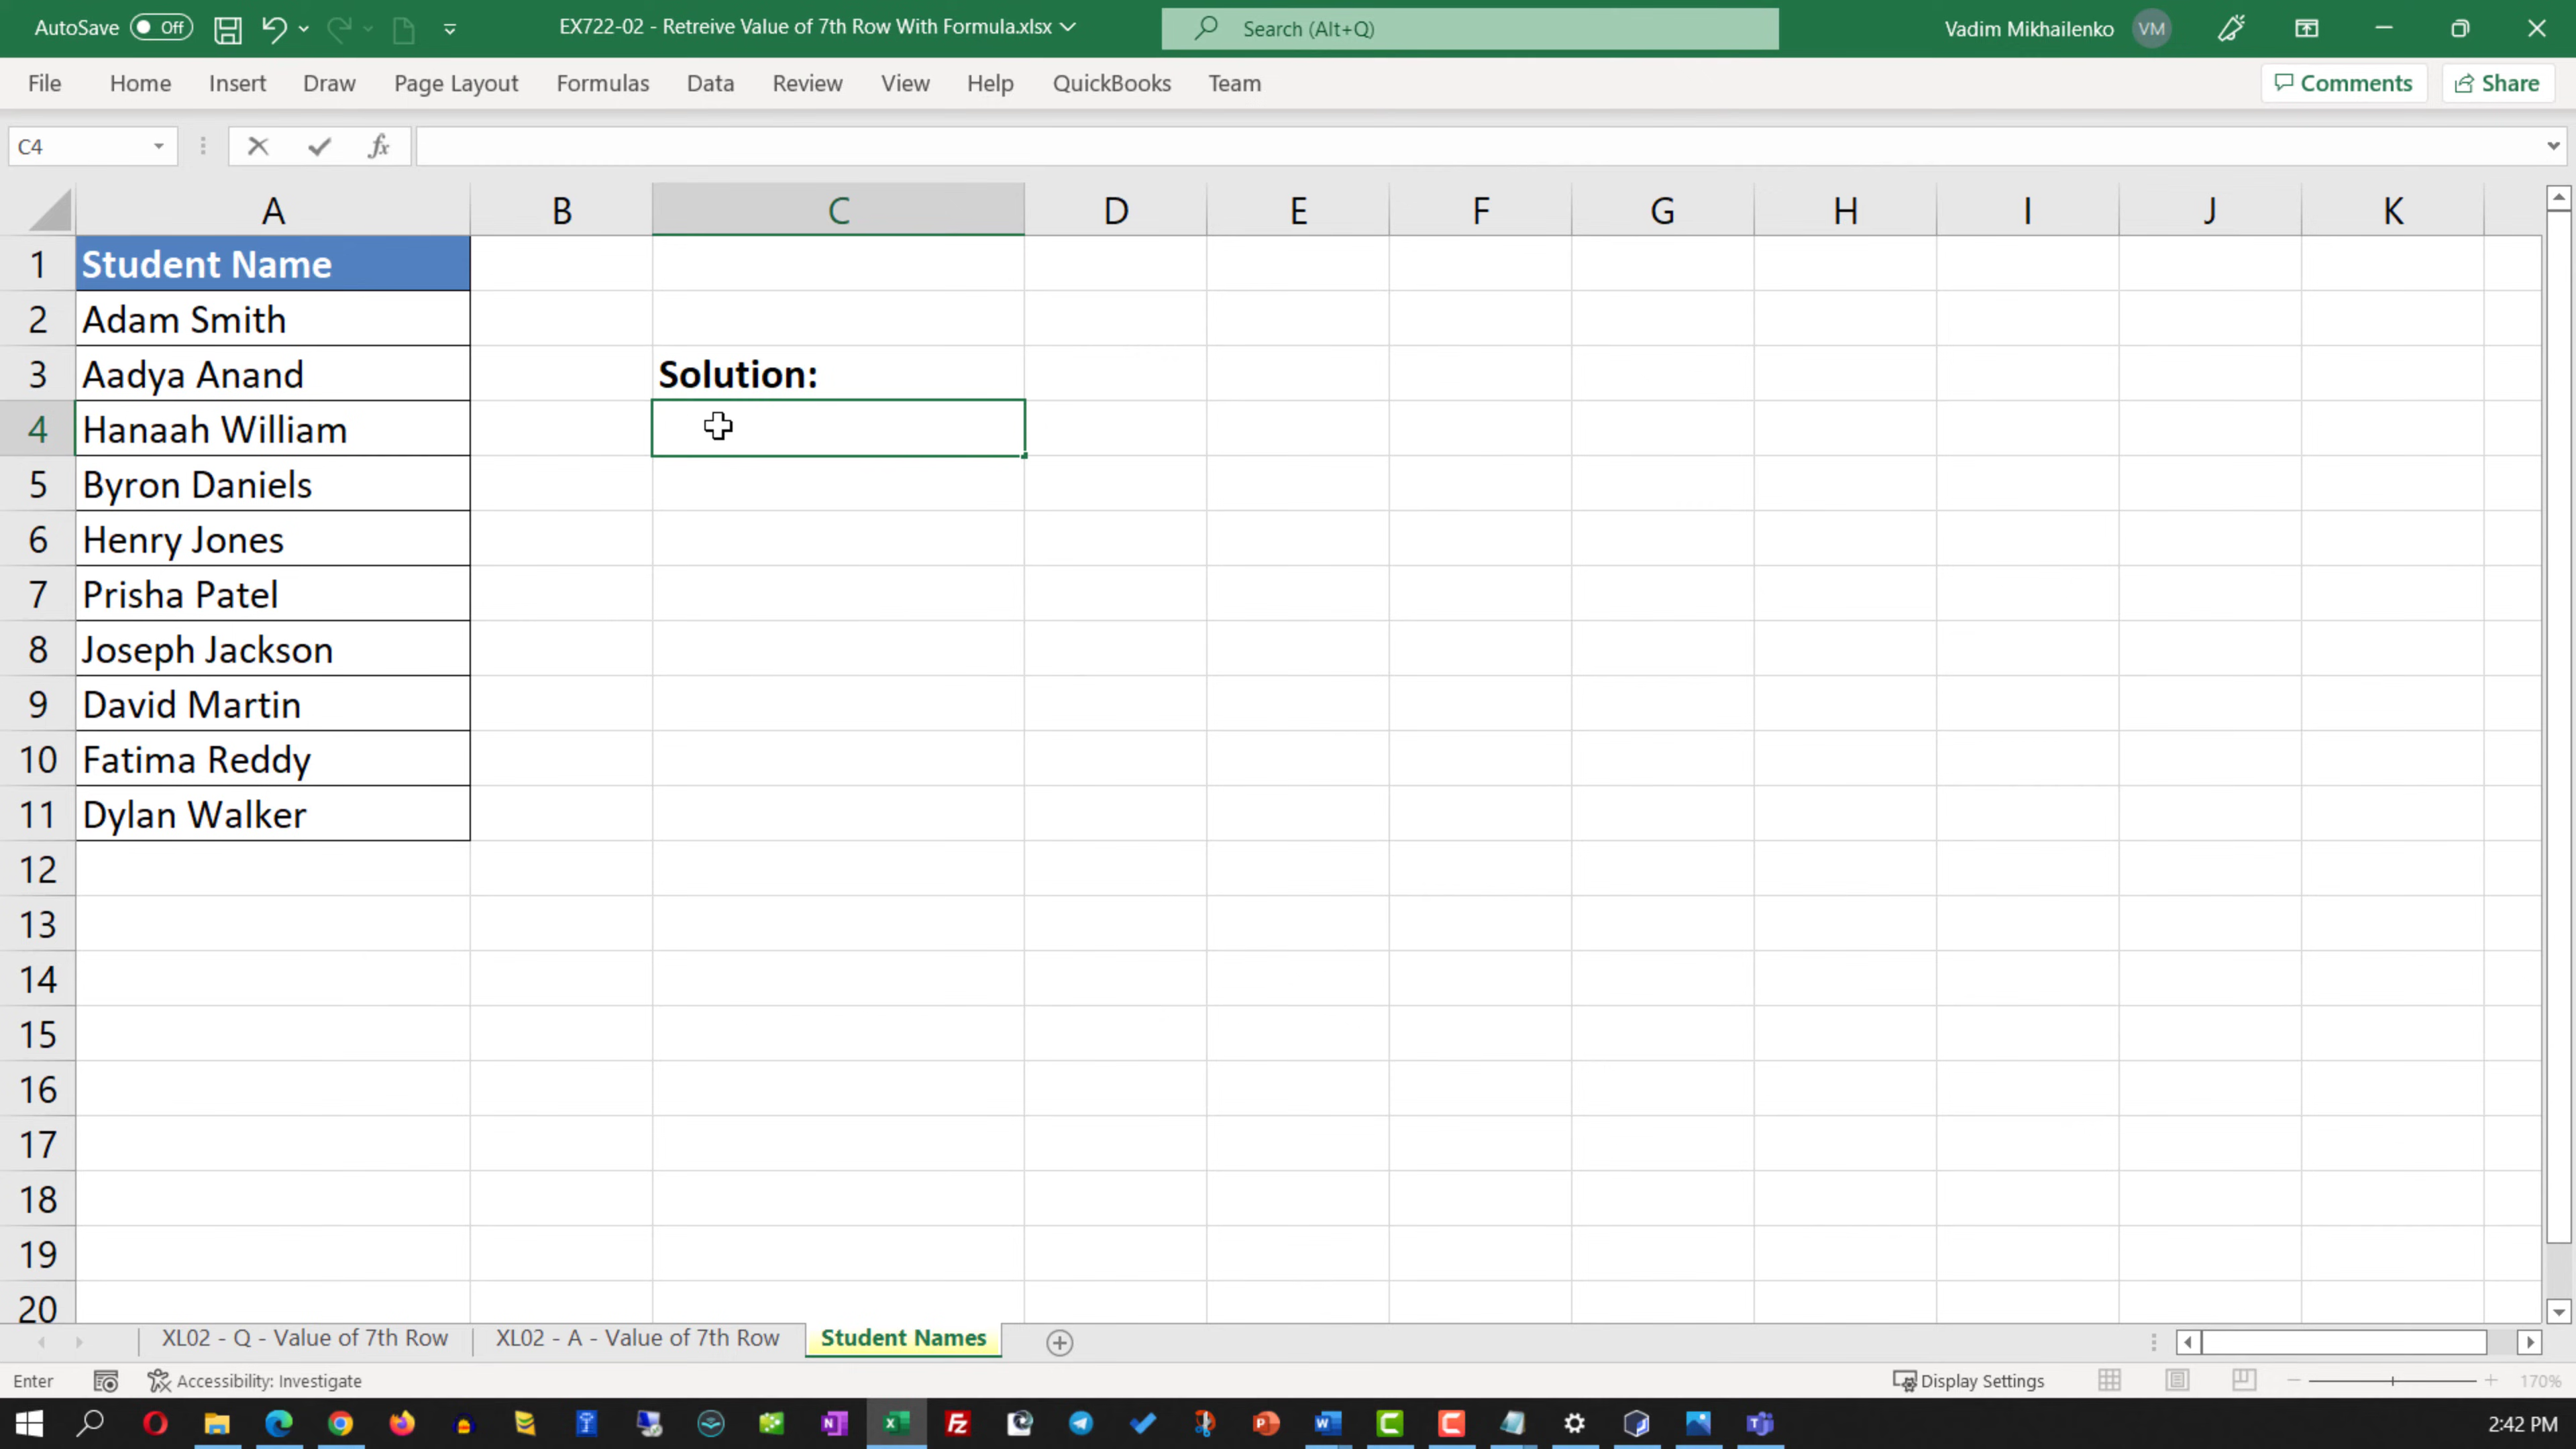 AutoSave Off EX722-02 - Retreive Value of 7th Row With Formula.xlsx Search (Alt+Q) Vadim Mikhailenko VM
File Home Insert Draw Page Layout Formulas Data Review View Help QuickBooks Team Comments Share
C4 fx
A B C D E F G H I J K
1 Student Name
2 Adam Smith
3 Aadya Anand Solution:
4 Hanaah William
5 Byron Daniels
6 Henry Jones
7 Prisha Patel
8 Joseph Jackson
9 David Martin
10 Fatima Reddy
11 Dylan Walker
12
13
14
15
16
17
18
19
20
XL02 - Q - Value of 7th Row XL02 - A - Value of 7th Row Student Names
Enter Accessibility: Investigate Display Settings 170%
2:42 PM